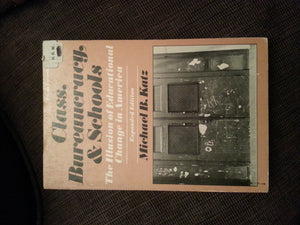 Class,
Bureaucracy,
& Schools
The Illusion of Educational
Change in America
Expanded Edition
Michael B. Katz